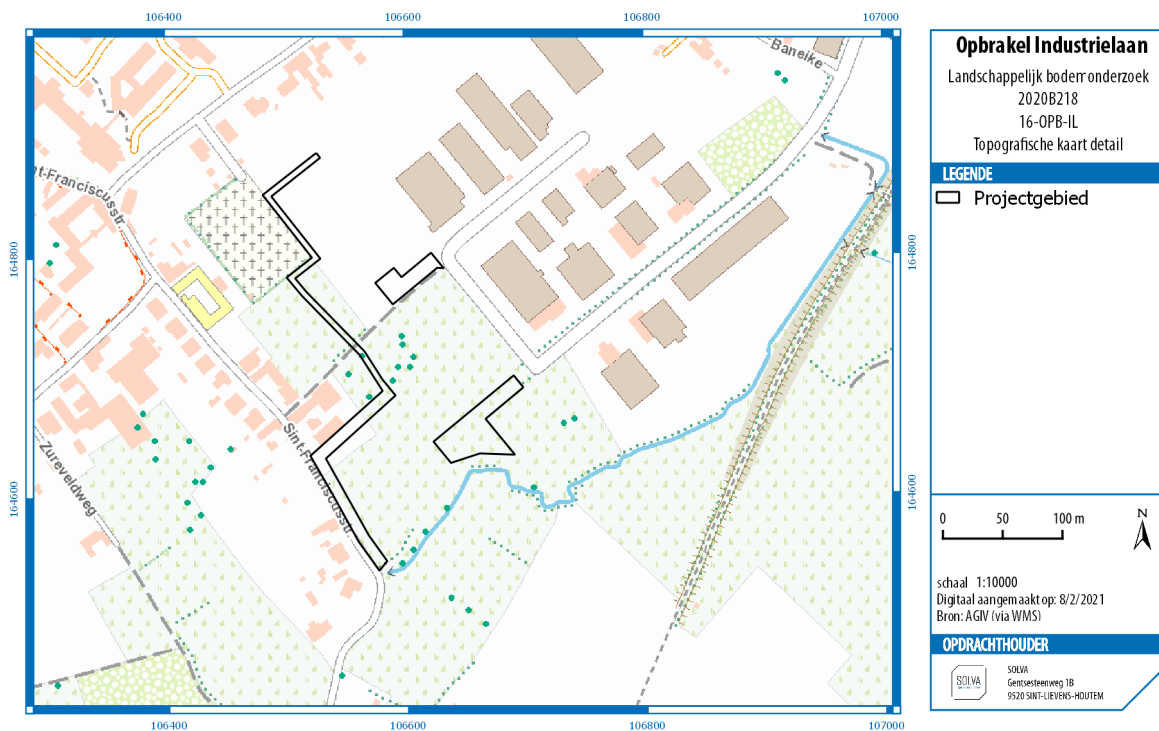 106400
106600
106800
107000
Baneike
nt-Franciscusstr
164800
164800
Sint-Franciscusstr
Zureveldweg
164600
164600
106400
106600
106800
107000
Opbrakel Industrielaan
Landschappelijk bodemonderzoek
2020B218
16-OPB-IL
Topografische kaart detail
LEGENDE
Projectgebied
0 50 100 m
N
schaal 1:10000
Digitaal aangemaakt op: 8/2/2021
Bron: AGIV (via WMS)
OPDRACHTHOUDER
SOLVA
SOLVA
Gentsesteenweg 1B
9520 SINT-LIEVENS-HOUTEM